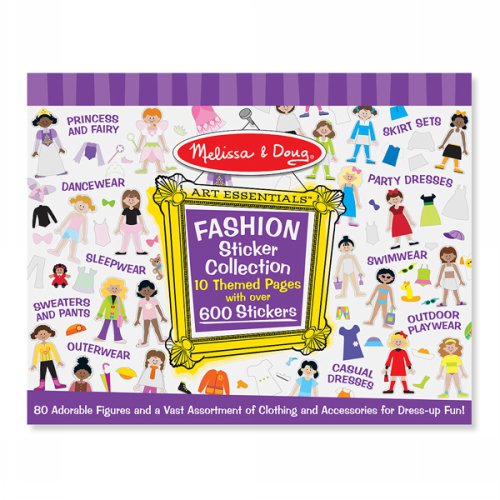 PRINCESS
AND FAIRY
SKIRT SETS
Melissa & Doug®
DANCEWEAR
PARTY DRESSES
ART ESSENTIALS™
FASHION
Sticker
Collection
10 Themed Pages
with over
600 Stickers
SLEEPWEAR
SWIMWEAR
SWEATERS
AND PANTS
OUTDOOR
PLAYWEAR
OUTERWEAR
CASUAL
DRESSES
80 Adorable Figures and a Vast Assortment of Clothing and Accessories for Dress-up Fun!